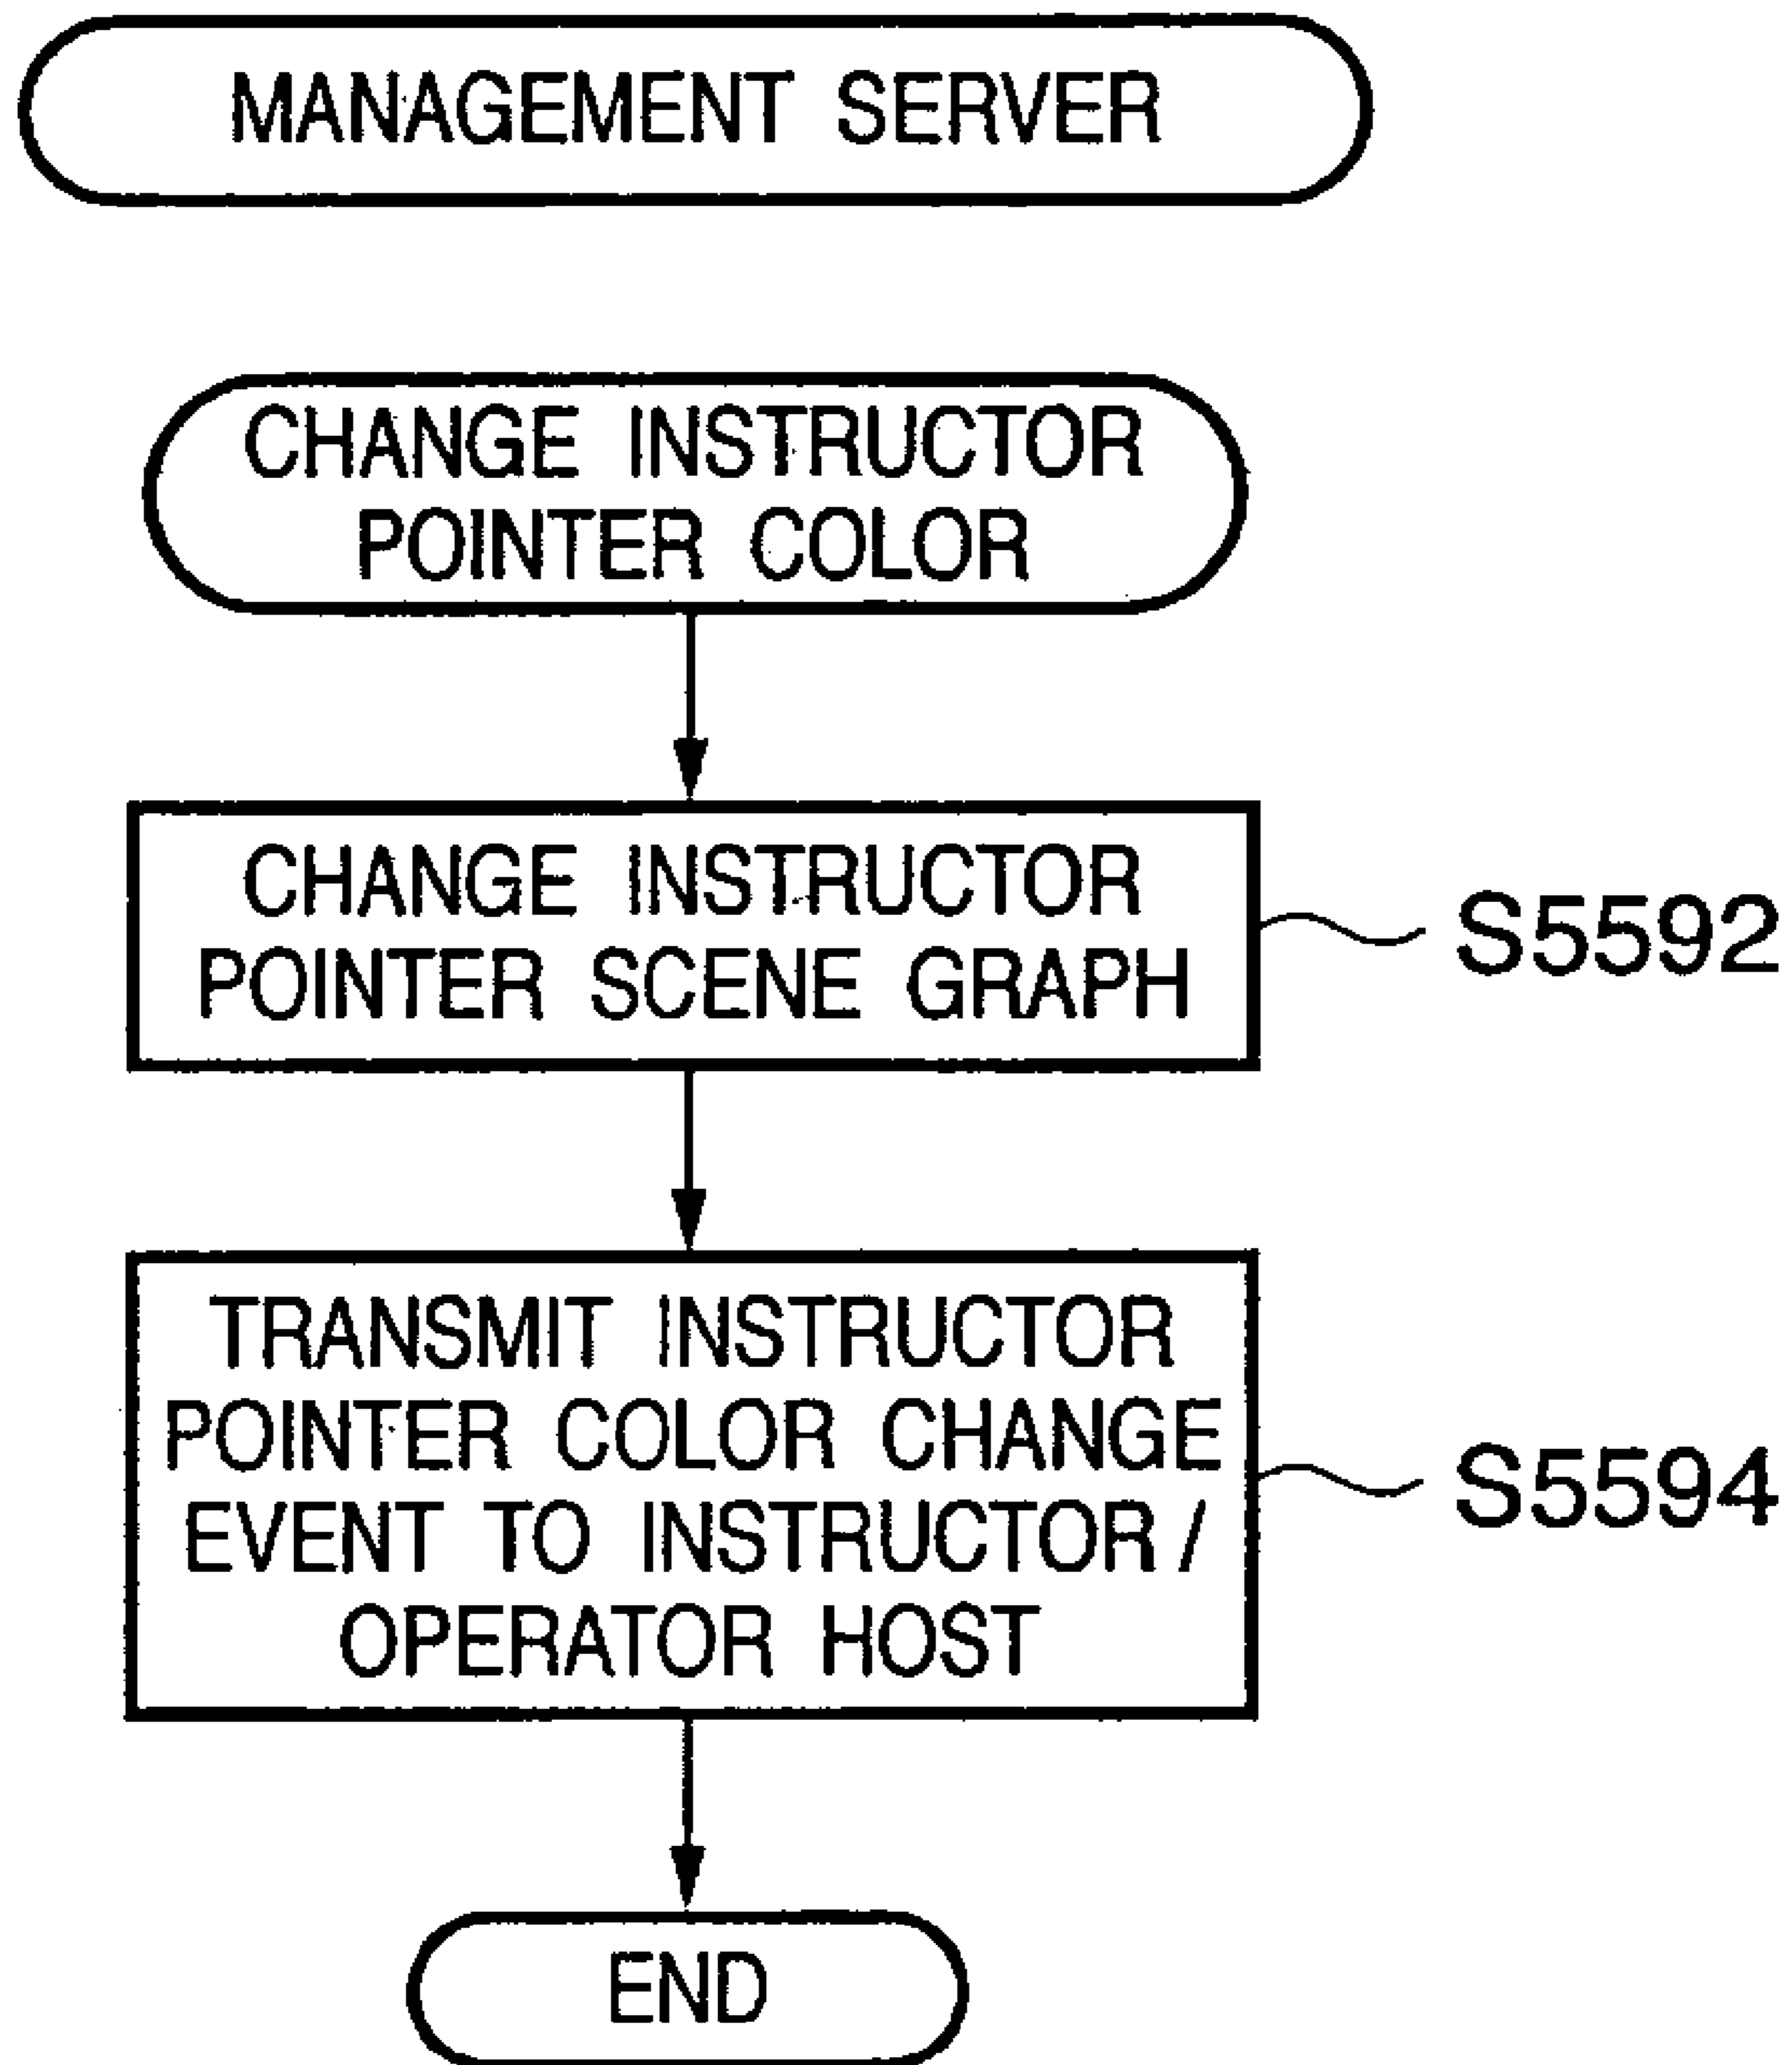 MANAGEMENT SERVER
CHANGE INSTRUCTOR
POINTER COLOR
CHANGE INSTRUCTOR
POINTER SCENE GRAPH
S5592
TRANSMIT INSTRUCTOR
POINTER COLOR CHANGE
EVENT TO INSTRUCTOR /
OPERATOR HOST
S5594
END